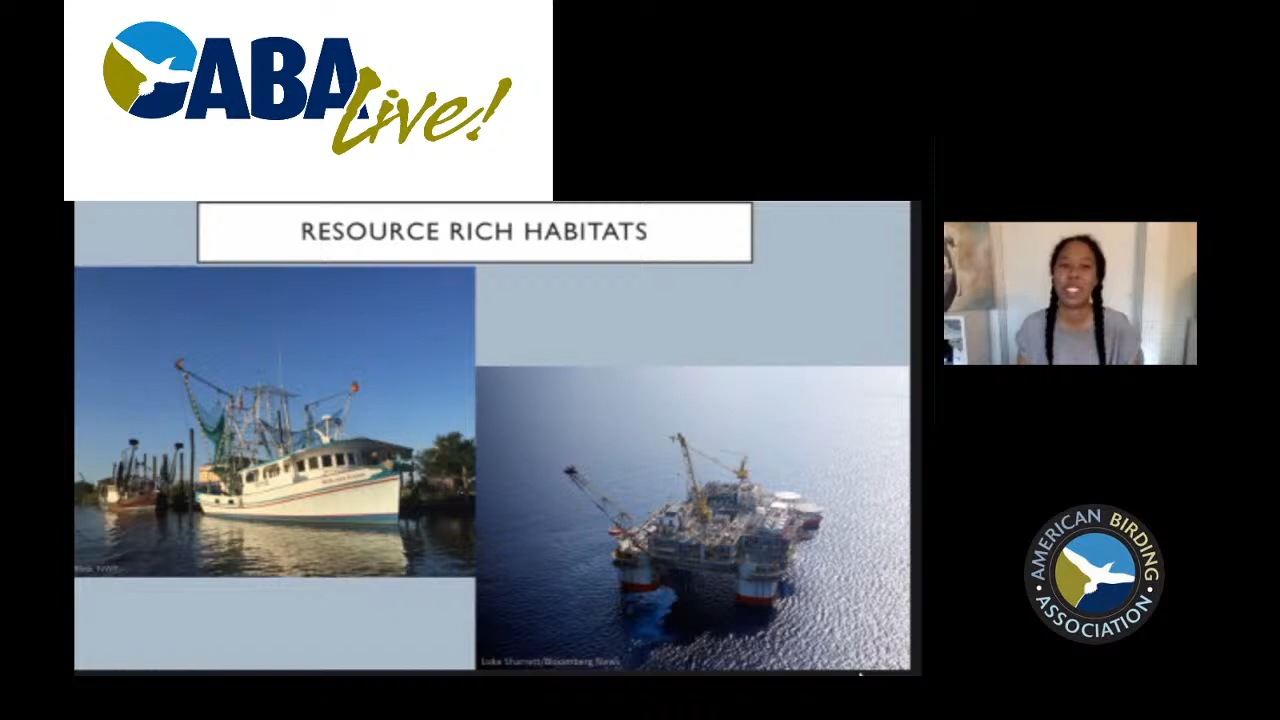 ABA
Live!
RESOURCE RICH HABITATS
Luke Sharrett/Bloomberg News
AMERICAN BIRDING
ASSOCIATION